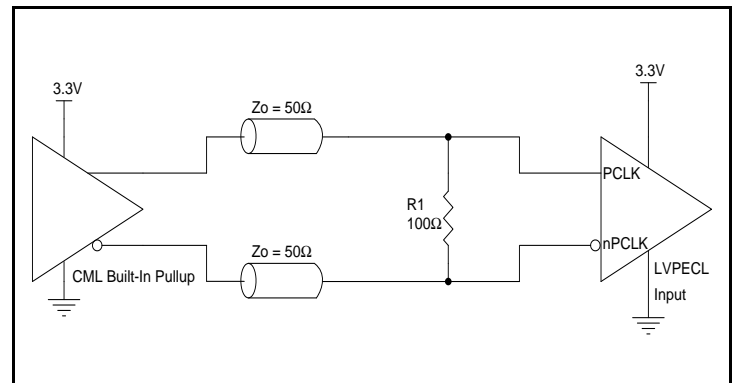 3.3V
3.3V
Zo = 50Ω
PCLK
R1
100Ω
nPCLK
Zo = 50Ω
CML Built-In Pullup
LVPECL
Input